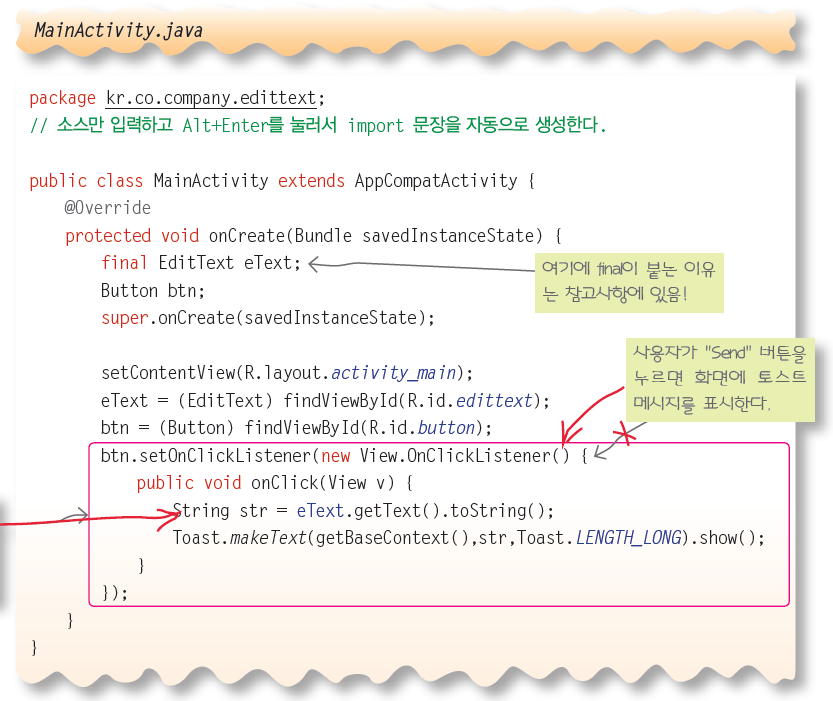 MainActivity.java
package kr.co.company.edittext;
// 소스만 입력하고 Alt+Enter를 눌러서 import 문장을 자동으로 생성한다.
public class MainActivity extends AppCompatActivity {
@Override
protected void onCreate(Bundle savedInstanceState) {
final EditText eText;
여기에 final이 붙는 이유
는 참고사항에 있음!
Button btn;
super.onCreate(savedInstanceState);
사용자가 "Send" 버튼을
누르면 화면에 토스트
메시지를 표시한다.
setContentView(R.layout.activity_main);
eText = (EditText) findViewById(R.id.edittext);
btn = (Button) findViewById(R.id.button);
btn.setOnClickListener(new View.OnClickListener() {
public void onClick(View v) {
String str = eText.getText().toString();
Toast.makeText(getBaseContext(),str,Toast.LENGTH_LONG).show();
}
});
}
}